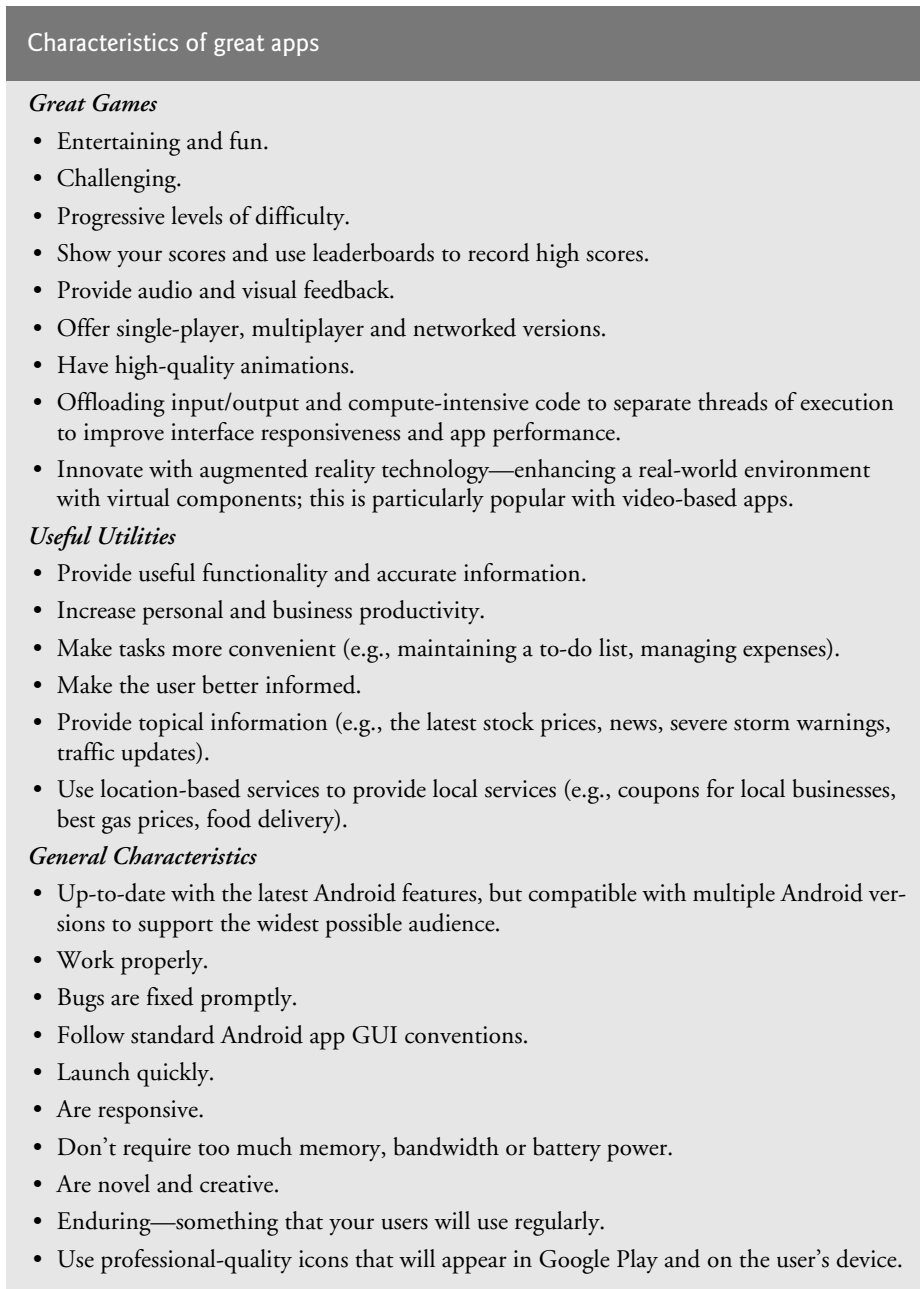 Characteristics of great apps
Great Games
• Entertaining and fun.
• Challenging.
• Progressive levels of difficulty.
• Show your scores and use leaderboards to record high scores.
• Provide audio and visual feedback.
• Offer single-player, multiplayer and networked versions.
• Have high-quality animations.
• Offloading input/output and compute-intensive code to separate threads of execution
to improve interface responsiveness and app performance.
• Innovate with augmented reality technology—enhancing a real-world environment
with virtual components; this is particularly popular with video-based apps.
Useful Utilities
• Provide useful functionality and accurate information.
• Increase personal and business productivity.
• Make tasks more convenient (e.g., maintaining a to-do list, managing expenses).
• Make the user better informed.
• Provide topical information (e.g., the latest stock prices, news, severe storm warnings,
traffic updates).
• Use location-based services to provide local services (e.g., coupons for local businesses,
best gas prices, food delivery).
General Characteristics
• Up-to-date with the latest Android features, but compatible with multiple Android ver-
sions to support the widest possible audience.
• Work properly.
• Bugs are fixed promptly.
• Follow standard Android app GUI conventions.
• Launch quickly.
• Are responsive.
• Don't require too much memory, bandwidth or battery power.
• Are novel and creative.
• Enduring—something that your users will use regularly.
• Use professional-quality icons that will appear in Google Play and on the user's device.